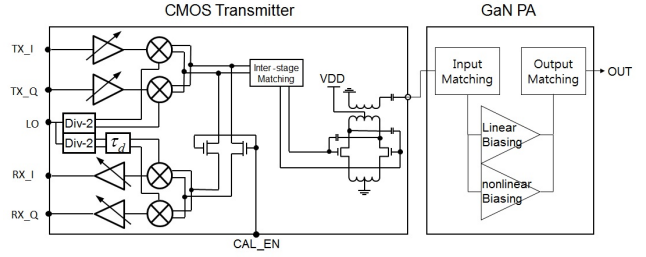 CMOS Transmitter
GaN PA
TX_I
TX_Q
LO
Div-2
Div-2
τd
RX_I
RX_Q
CAL_EN
Inter-stage
Matching
VDD
Input
Matching
Output
Matching
OUT
Linear
Biasing
nonlinear
Biasing